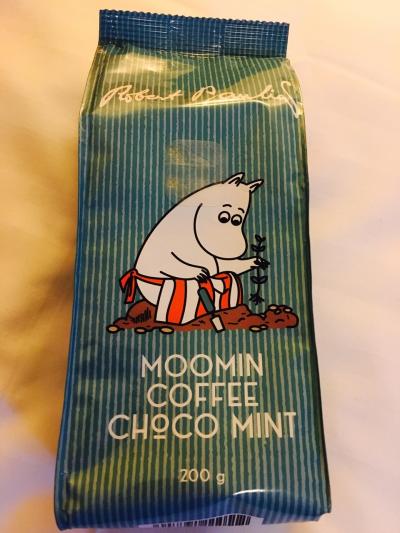 Robert Paulig
MOOMIN
COFFEE
CHOCO MINT
200 g